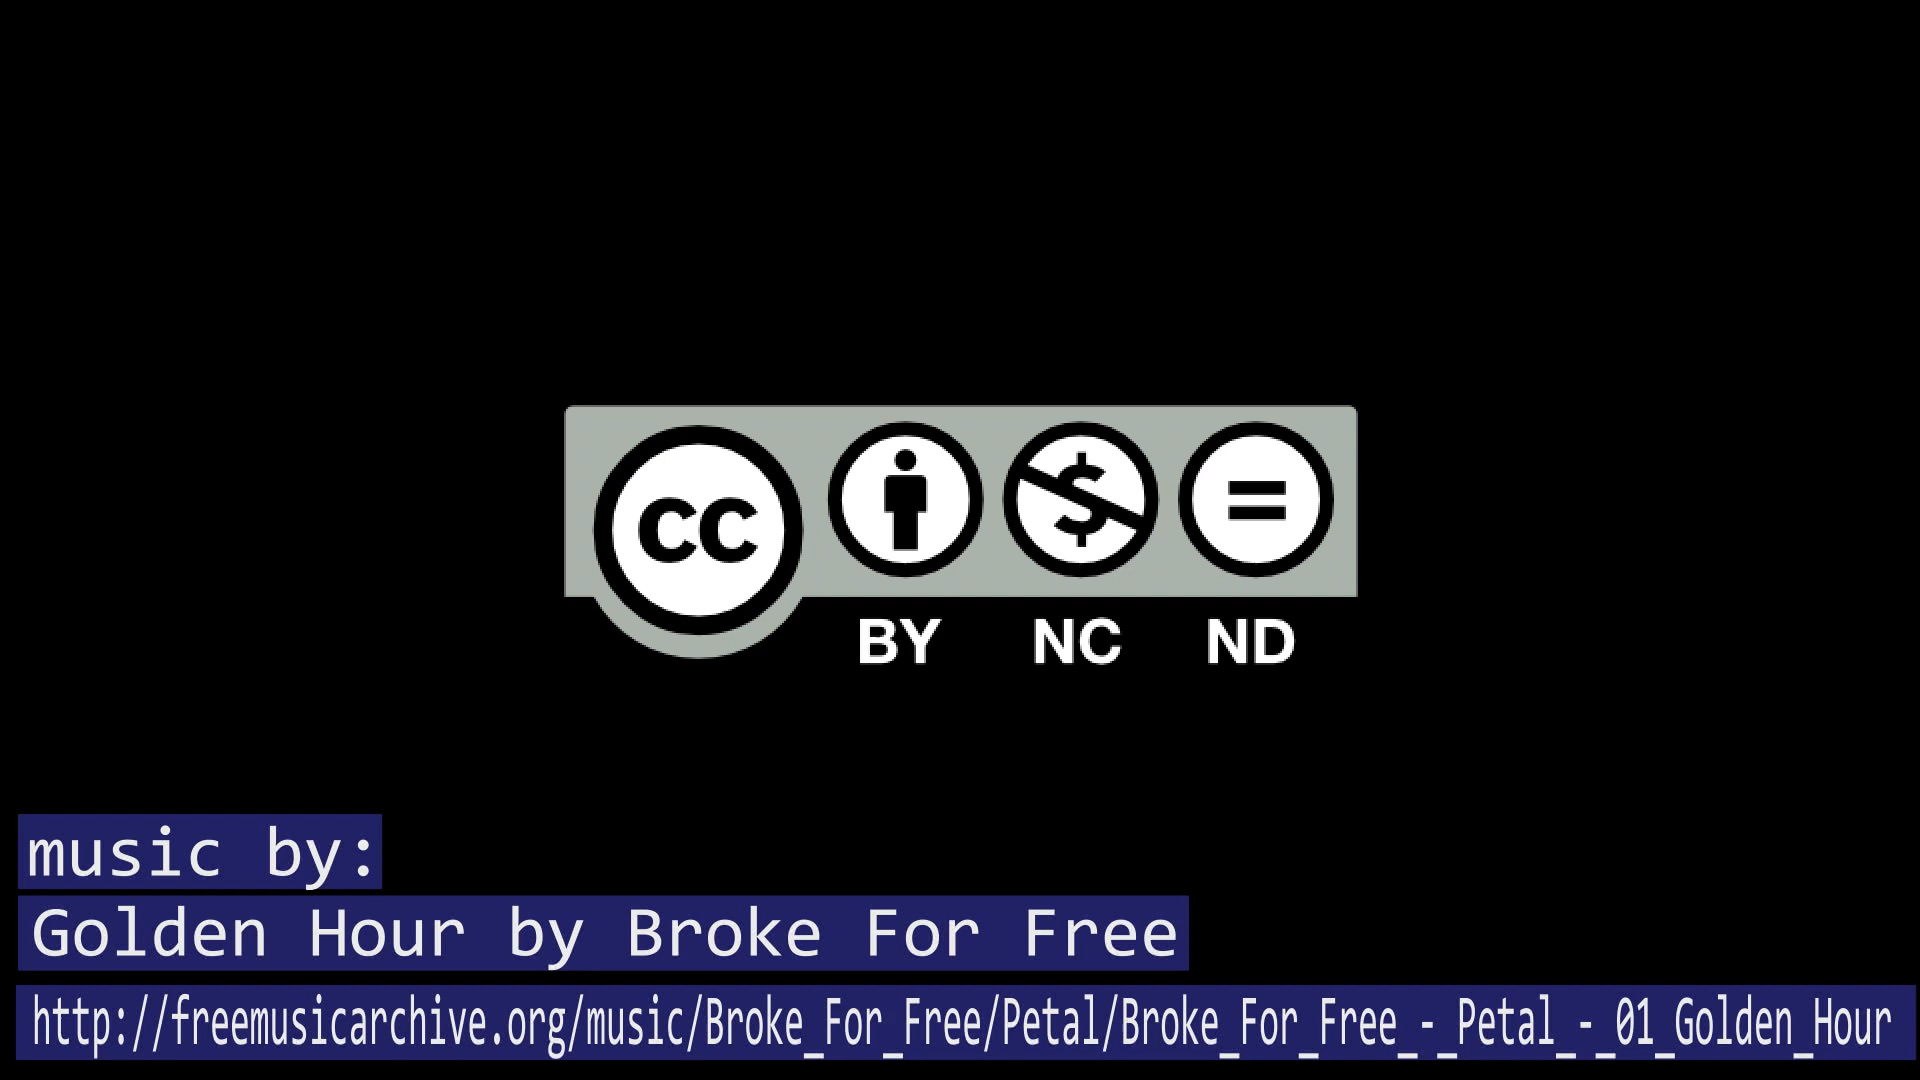 cc
BY NC ND
music by:
Golden Hour by Broke For Free
http://freemusicarchive.org/music/Broke_For_Free/Petal/Broke_For_Free_-_Petal_-_01_Golden_Hour